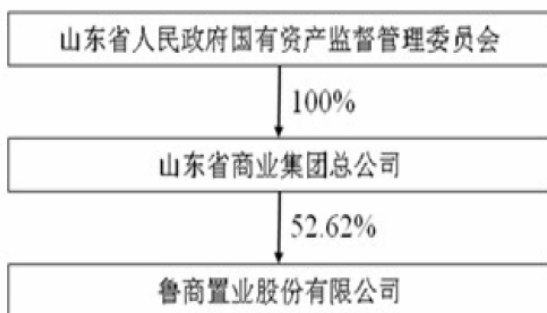 山东省人民政府国有资产监督管理委员会
100%
山东省商业集团总公司
52.62%
鲁商置业股份有限公司